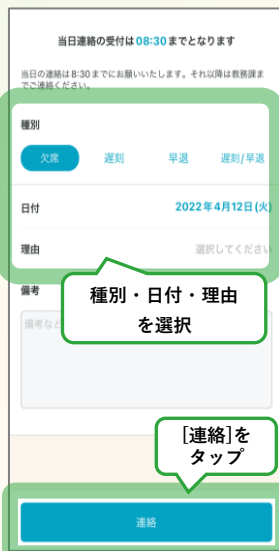 当日連絡の受付は08:30までとなります
当日の連絡は8:30までにお願いいたします。それ以降は教務課ま
でご連絡ください。
種別
欠席 遅刻 早退 遅刻/早退
日付 2022年4月12日(火)
理由 選択してください
種別・日付・理由
を選択
備考
備考など
[連絡]を
タップ
連絡